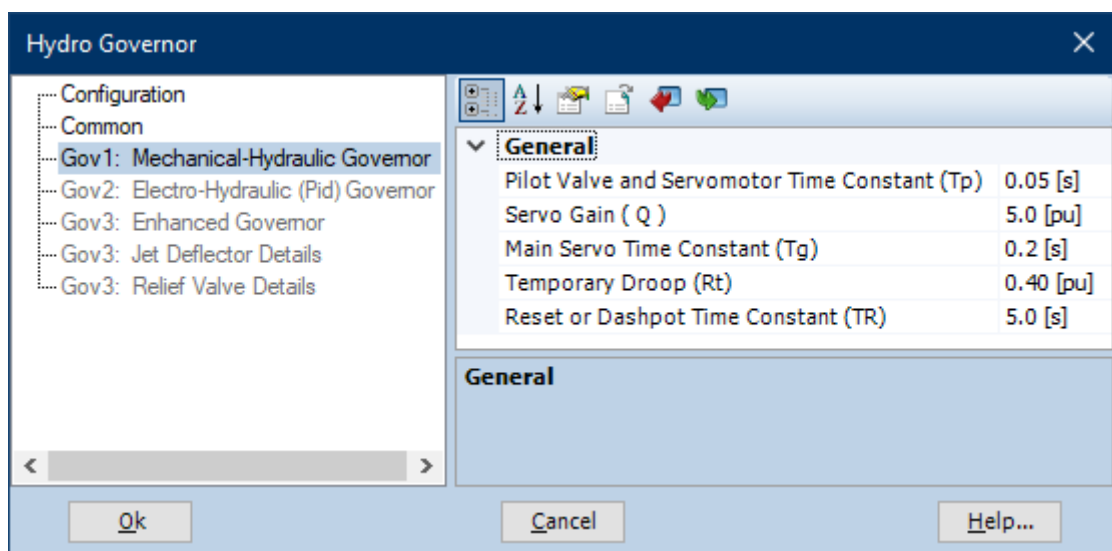 Hydro Governor
Configuration
Common
Gov1: Mechanical-Hydraulic Governor
Gov2: Electro-Hydraulic (Pid) Governor
Gov3: Enhanced Governor
Gov3: Jet Deflector Details
Gov3: Relief Valve Details
General
Pilot Valve and Servomotor Time Constant (Tp) 0.05 [s]
Servo Gain ( Q ) 5.0 [pu]
Main Servo Time Constant (Tg) 0.2 [s]
Temporary Droop (Rt) 0.40 [pu]
Reset or Dashpot Time Constant (TR) 5.0 [s]
General
Ok Cancel Help...